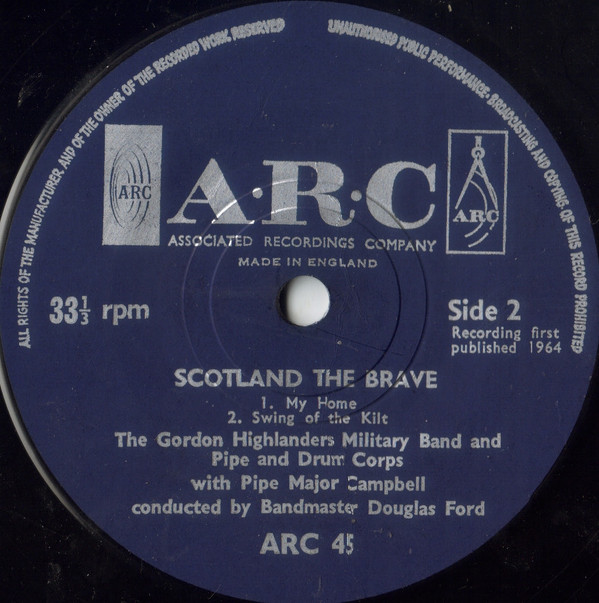 ALL RIGHTS OF THE MANUFACTURER AND OF THE OWNER OF THE RECORDED WORK RESERVED
UNAUTHORISED PUBLIC PERFORMANCE · BROADCASTING AND COPYING OF THIS RECORD PROHIBITED
ARC
A·R·C
ARC
ASSOCIATED RECORDINGS COMPANY
MADE IN ENGLAND
33⅓ rpm
Side 2
Recording first
published 1964
SCOTLAND THE BRAVE
1. My Home
2. Swing of the Kilt
The Gordon Highlanders Military Band and
Pipe and Drum Corps
with Pipe Major Campbell
conducted by Bandmaster Douglas Ford
ARC 45